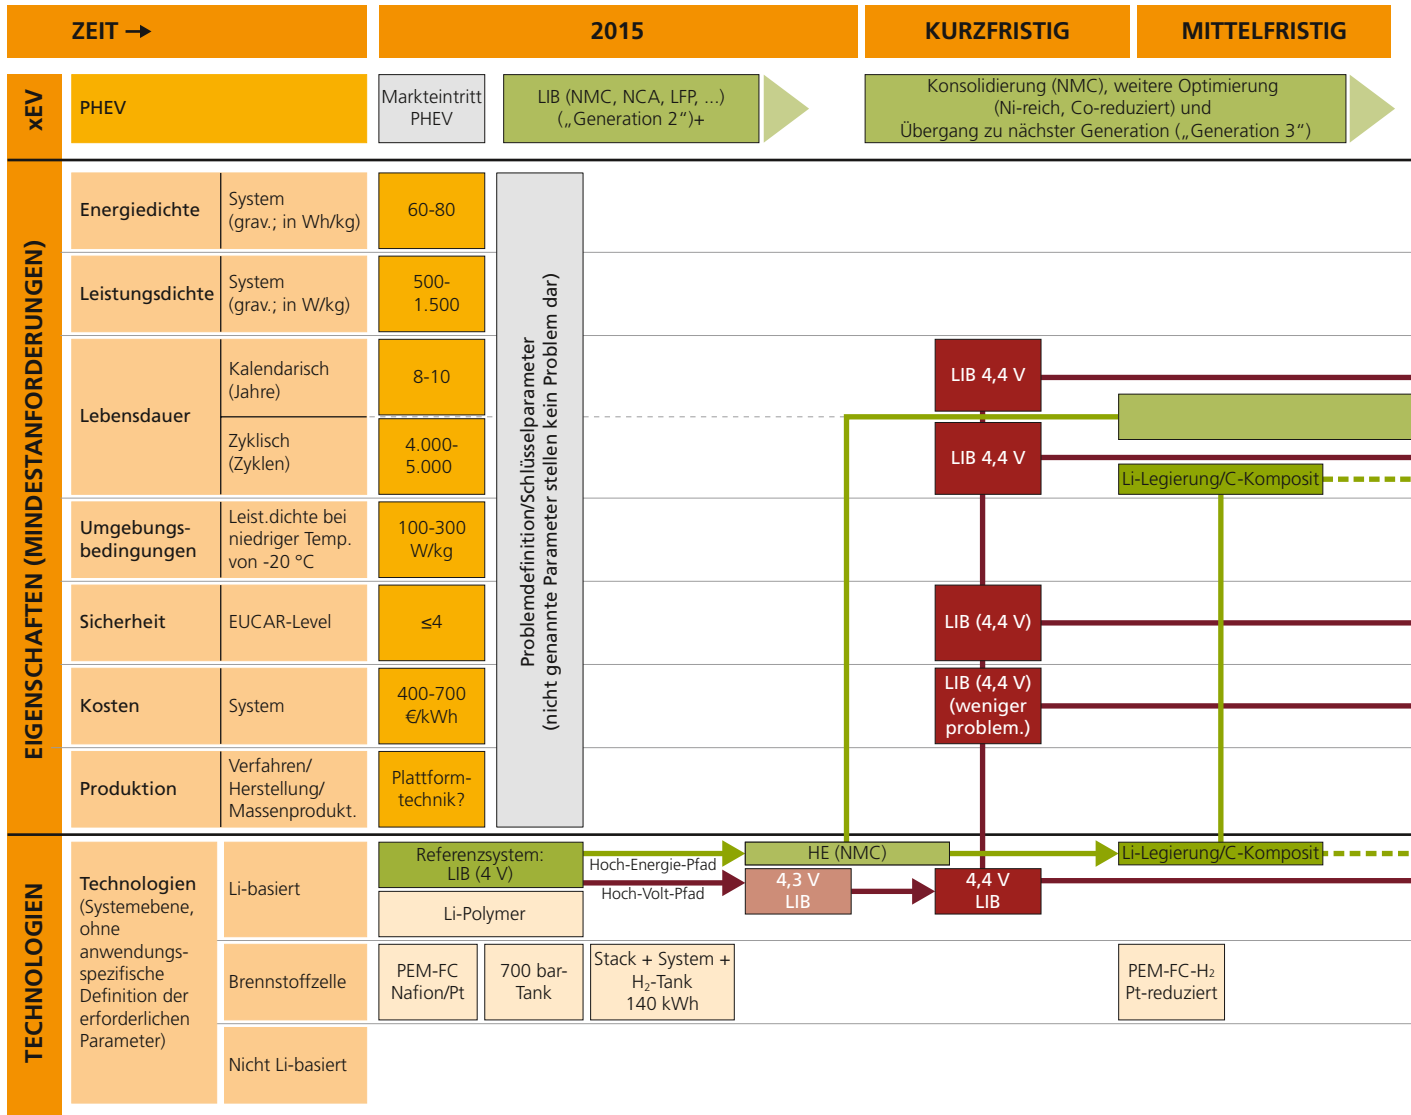 ZEIT →
2015
KURZFRISTIG
MITTELFRISTIG
xEV
PHEV
Markteintritt
PHEV
LIB (NMC, NCA, LFP, ...)
(„Generation 2“)+
Konsolidierung (NMC), weitere Optimierung
(Ni-reich, Co-reduziert) und
Übergang zu nächster Generation („Generation 3“)
EIGENSCHAFTEN (MINDESTANFORDERUNGEN)
Energiedichte
System
(grav.; in Wh/kg)
60-80
Problemdefinition/Schlüsselparameter
(nicht genannte Parameter stellen kein Problem dar)
Leistungsdichte
System
(grav.; in W/kg)
500-
1.500
Lebensdauer
Kalendarisch
(Jahre)
8-10
LIB 4,4 V
Zyklisch
(Zyklen)
4.000-
5.000
LIB 4,4 V
Li-Legierung/C-Komposit
Umgebungs-
bedingungen
Leist.dichte bei
niedriger Temp.
von -20 °C
100-300
W/kg
Sicherheit
EUCAR-Level
≤4
LIB (4,4 V)
Kosten
System
400-700
€/kWh
LIB (4,4 V)
(weniger
problem.)
Produktion
Verfahren/
Herstellung/
Massenprodukt.
Plattform-
technik?
TECHNOLOGIEN
Technologien
(Systemebene,
ohne
anwendungs-
spezifische
Definition der
erforderlichen
Parameter)
Li-basiert
Referenzsystem:
LIB (4 V)
Hoch-Energie-Pfad
Hoch-Volt-Pfad
HE (NMC)
4,3 V
LIB
4,4 V
LIB
Li-Legierung/C-Komposit
Li-Polymer
Brennstoffzelle
PEM-FC
Nafion/Pt
700 bar-
Tank
Stack + System +
H₂-Tank
140 kWh
PEM-FC-H₂
Pt-reduziert
Nicht Li-basiert